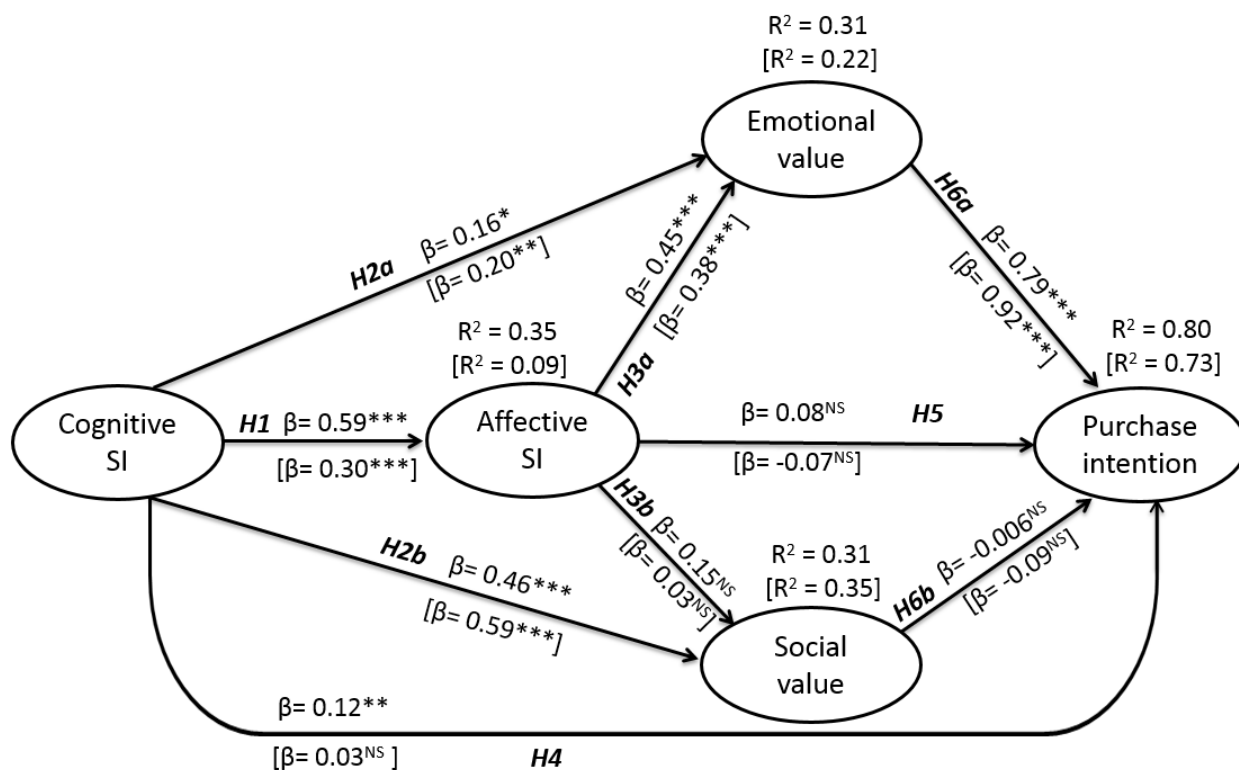 R² = 0.31
[R² = 0.22]
Emotional
value
H2a β= 0.16*
[β= 0.20**]
β= 0.45***
H3a [β= 0.38***]
H6a β= 0.79***
[β= 0.92***]
R² = 0.35
[R² = 0.09]
R² = 0.80
[R² = 0.73]
Cognitive
SI
H1 β= 0.59***
[β= 0.30***]
Affective
SI
β= 0.08ᴺˢ H5
[β= -0.07ᴺˢ]
Purchase
intention
H2b β= 0.46***
[β= 0.59***]
H3b β= 0.15ᴺˢ
[β= 0.03ᴺˢ]
R² = 0.31
[R² = 0.35]
H6b β= -0.006ᴺˢ
[β= -0.09ᴺˢ]
Social
value
β= 0.12**
[β= 0.03ᴺˢ ] H4